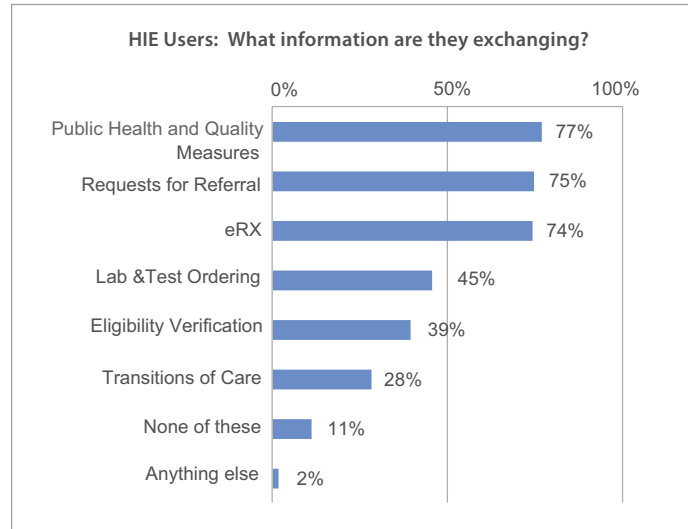 HIE Users: What information are they exchanging?
0% 50% 100%
Public Health and Quality
Measures
77%
Requests for Referral 75%
eRX 74%
Lab &Test Ordering 45%
Eligibility Verification 39%
Transitions of Care 28%
None of these 11%
Anything else 2%